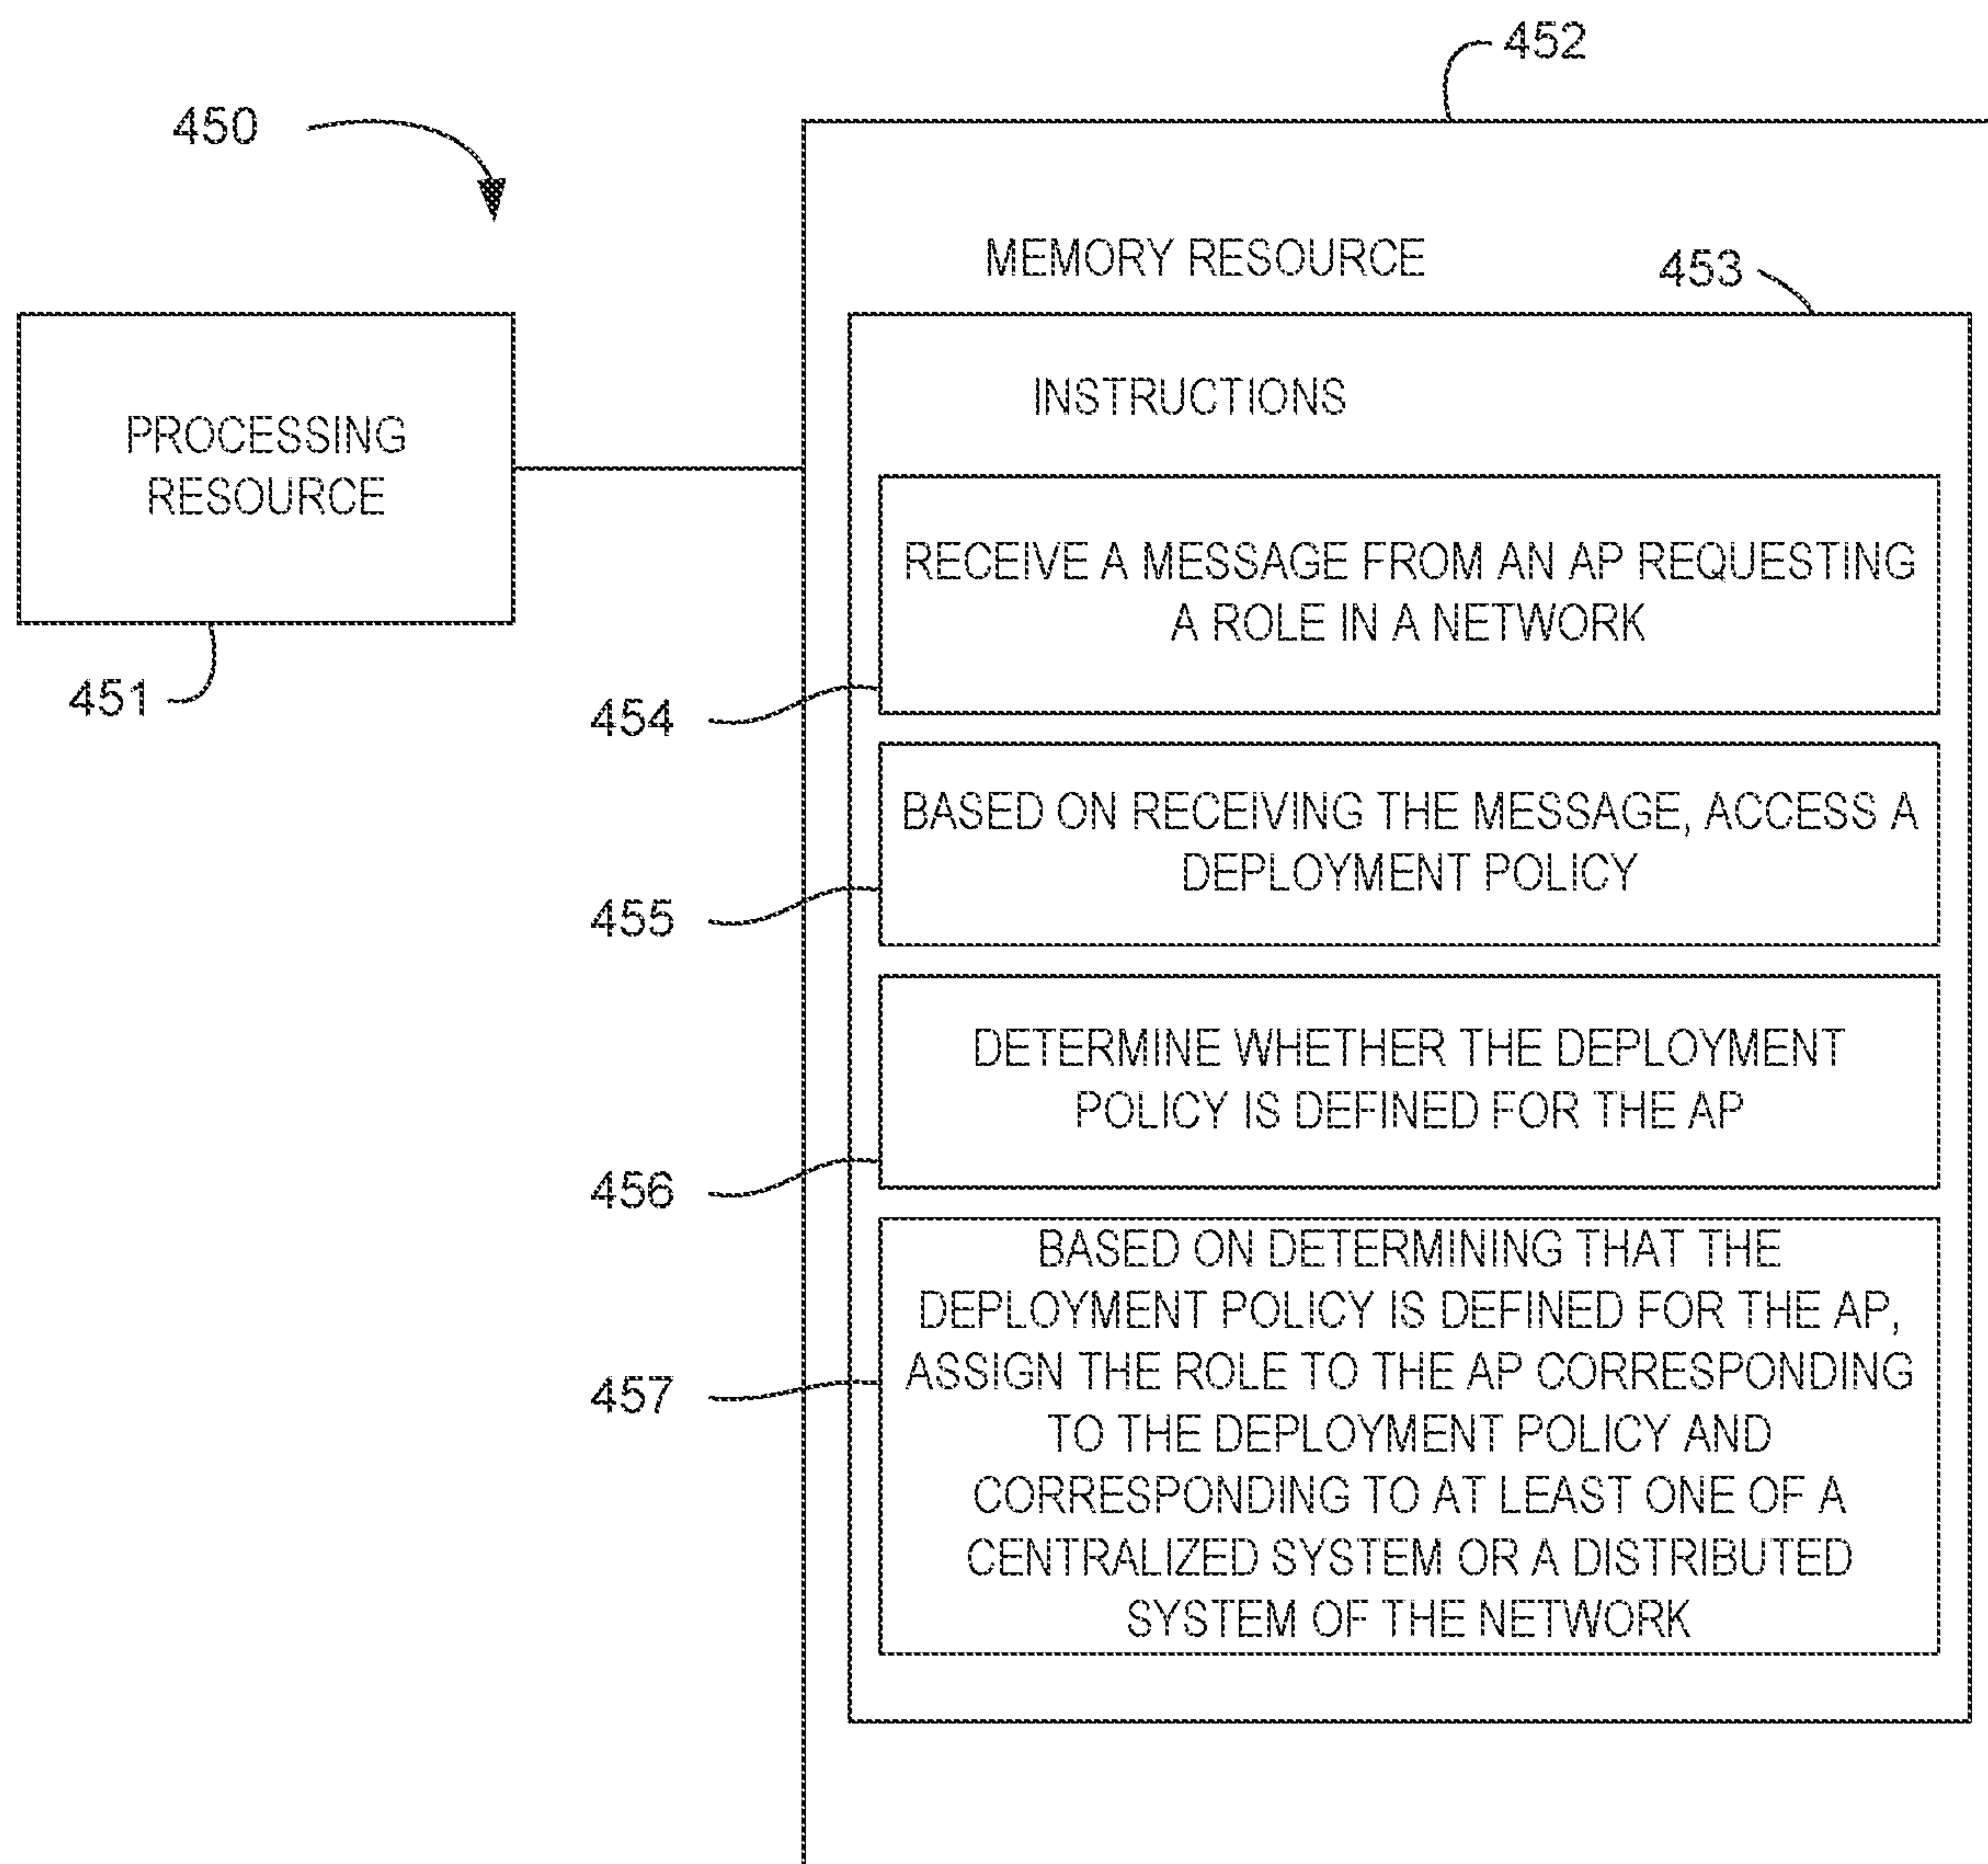 452
450
MEMORY RESOURCE
453
PROCESSING
RESOURCE
451
INSTRUCTIONS
RECEIVE A MESSAGE FROM AN AP REQUESTING
A ROLE IN A NETWORK
454
BASED ON RECEIVING THE MESSAGE, ACCESS A
DEPLOYMENT POLICY
455
DETERMINE WHETHER THE DEPLOYMENT
POLICY IS DEFINED FOR THE AP
456
BASED ON DETERMINING THAT THE
DEPLOYMENT POLICY IS DEFINED FOR THE AP,
ASSIGN THE ROLE TO THE AP CORRESPONDING
TO THE DEPLOYMENT POLICY AND
CORRESPONDING TO AT LEAST ONE OF A
CENTRALIZED SYSTEM OR A DISTRIBUTED
SYSTEM OF THE NETWORK
457